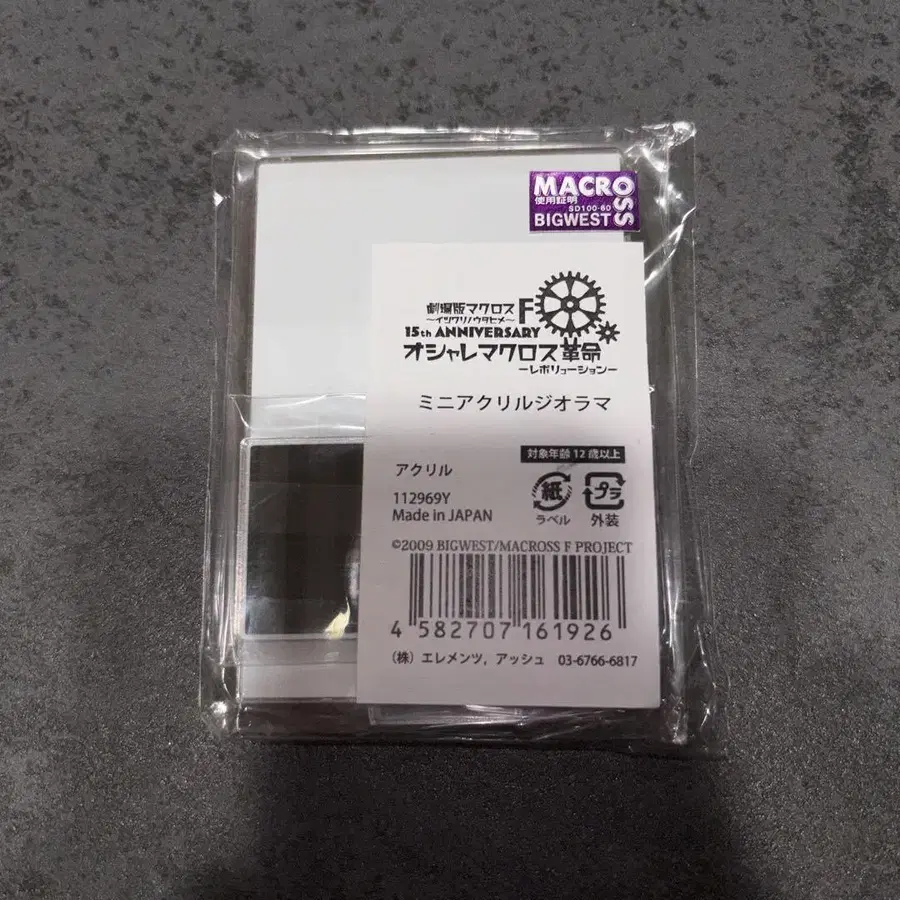 MACROSS
使用証明
SD100-60
BIGWEST
劇場版マクロスF
～イツワリノウタヒメ～
15th ANNIVERSARY
オシャレマクロス革命
ーレボリューションー
ミニアクリルジオラマ
対象年齢 12 歳以上
アクリル
112969Y
Made in JAPAN
紙
ラベル
プラ
外装
©2009 BIGWEST/MACROSS F PROJECT
4 582707 161926
（株）エレメンツ，アッシュ 03-6766-6817